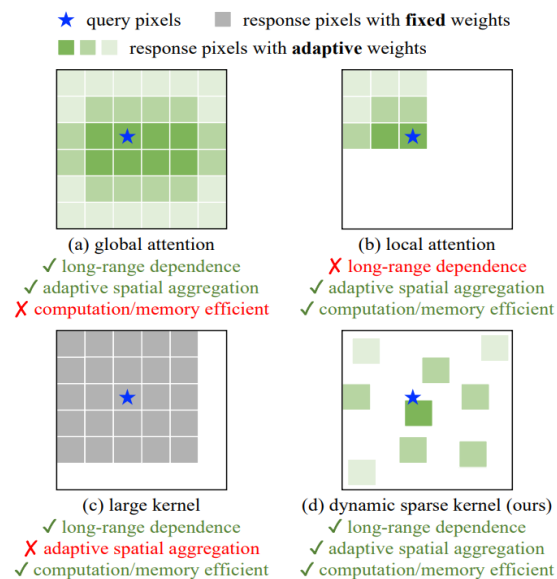 ★ query pixels response pixels with fixed weights
response pixels with adaptive weights
(a) global attention
✓ long-range dependence
✓ adaptive spatial aggregation
✗ computation/memory efficient
(b) local attention
✗ long-range dependence
✓ adaptive spatial aggregation
✓ computation/memory efficient
(c) large kernel
✓ long-range dependence
✗ adaptive spatial aggregation
✓ computation/memory efficient
(d) dynamic sparse kernel (ours)
✓ long-range dependence
✓ adaptive spatial aggregation
✓ computation/memory efficient